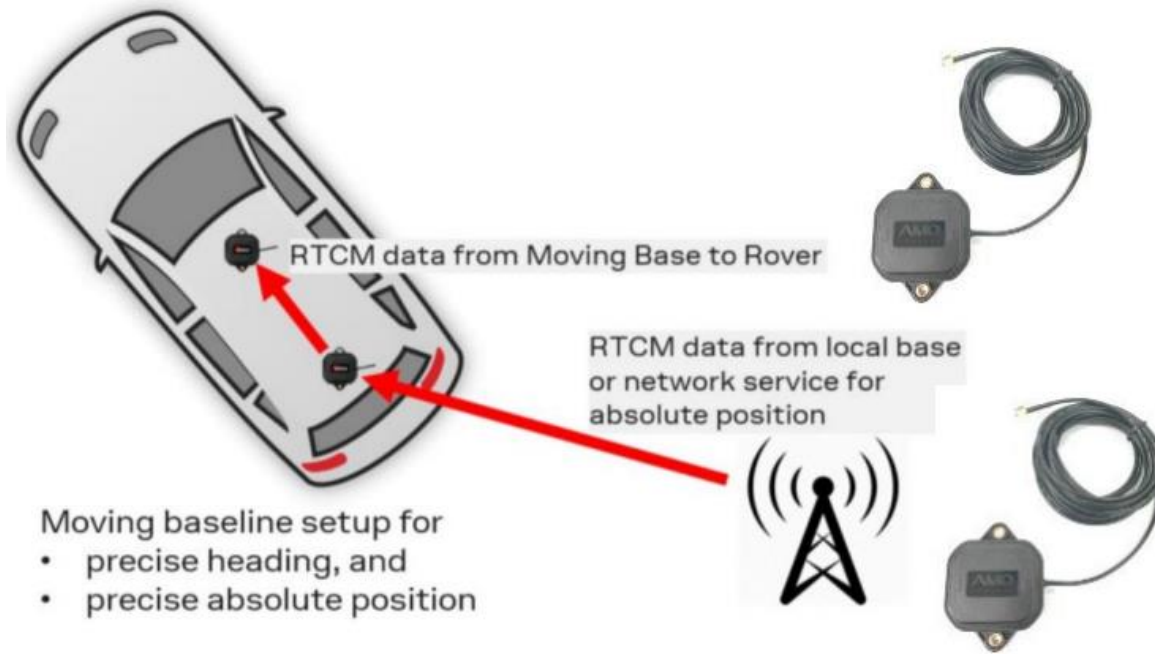 RTCM data from Moving Base to Rover
RTCM data from local base
or network service for
absolute position
Moving baseline setup for
• precise heading, and
• precise absolute position